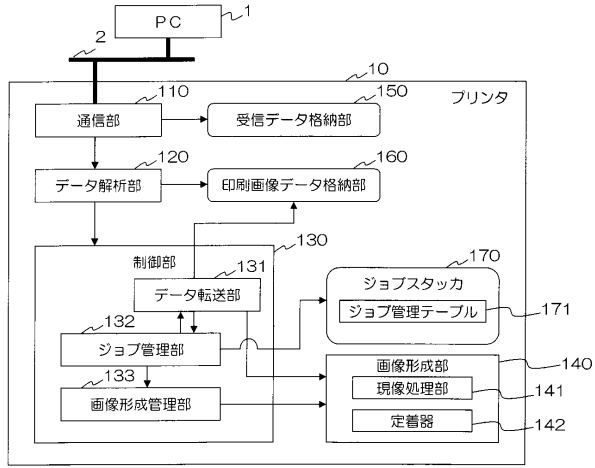 PC
1
2
10
プリンタ
110
通信部
150
受信データ格納部
120
データ解析部
160
印刷画像データ格納部
130
制御部
131
データ転送部
170
ジョブスタッカ
ジョブ管理テーブル
171
132
ジョブ管理部
133
画像形成管理部
画像形成部
140
現像処理部
141
定着器
142